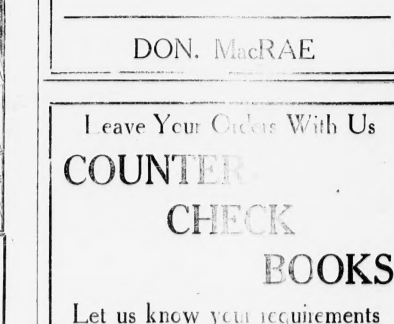 DON. MacRAE
Leave Your Orders With Us
COUNTER
CHECK
BOOKS
Let us know your requirements